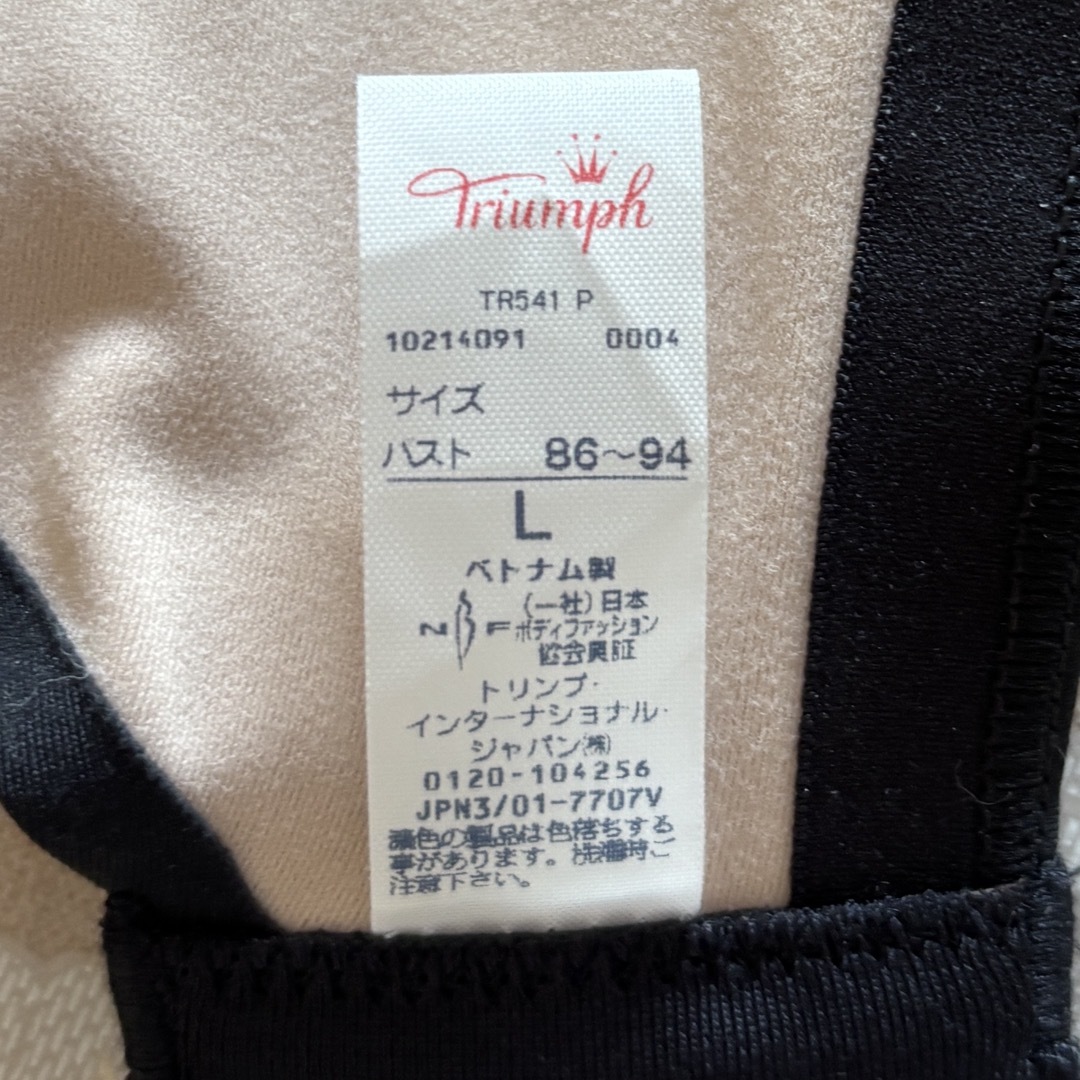 Triumph
TR541 P
10214091 0004
サイズ
バスト 86~94
L
ベトナム製
(一社)日本
ボディファッション
協会員証
トリンプ・
インターナショナル・
ジャパン㈱
0120-104256
JPN3/01-7707V
濃色の製品は色落ちする
事があります。洗濯時ご
注意下さい。